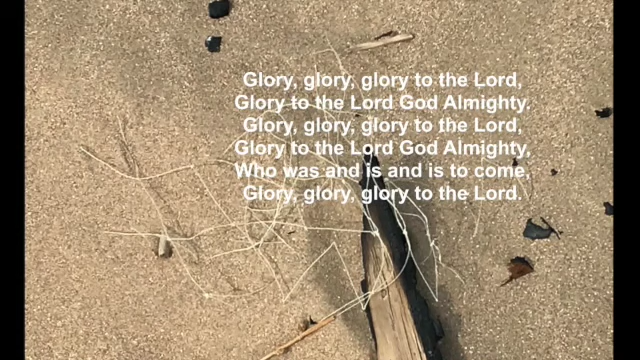 Glory, glory, glory to the Lord,
Glory to the Lord God Almighty.
Glory, glory, glory to the Lord,
Glory to the Lord God Almighty,
Who was and is and is to come,
Glory, glory, glory to the Lord.